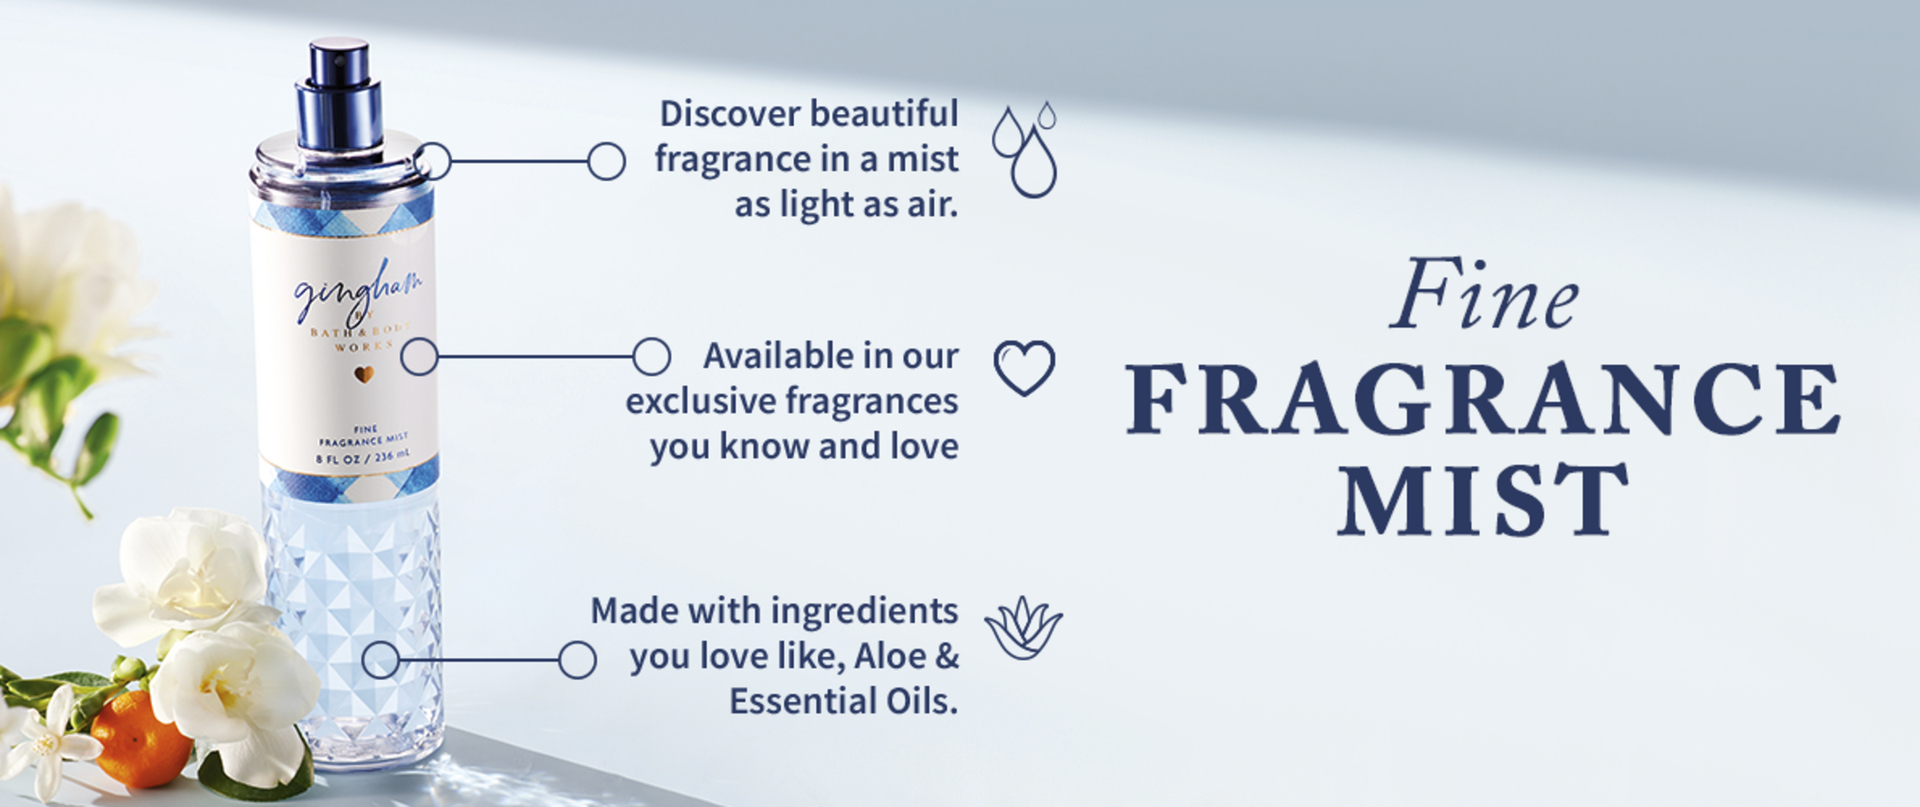 Discover beautiful
fragrance in a mist
as light as air.
gingham
BY
BATH & BODY
WORKS
FINE
FRAGRANCE MIST
8 FL OZ / 236 mL
Available in our
exclusive fragrances
you know and love
Made with ingredients
you love like, Aloe &
Essential Oils.
Fine
FRAGRANCE
MIST